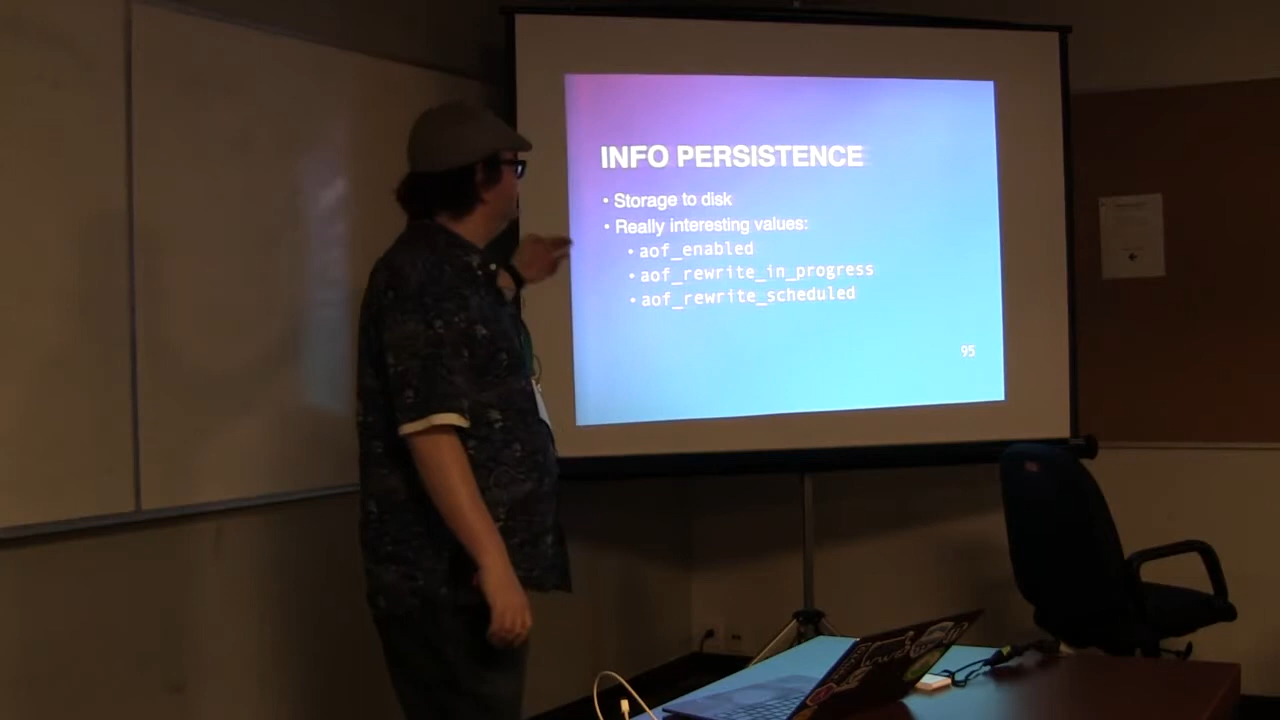 INFO PERSISTENCE
• Storage to disk
• Really interesting values:
• aof_enabled
• aof_rewrite_in_progress
• aof_rewrite_scheduled
95